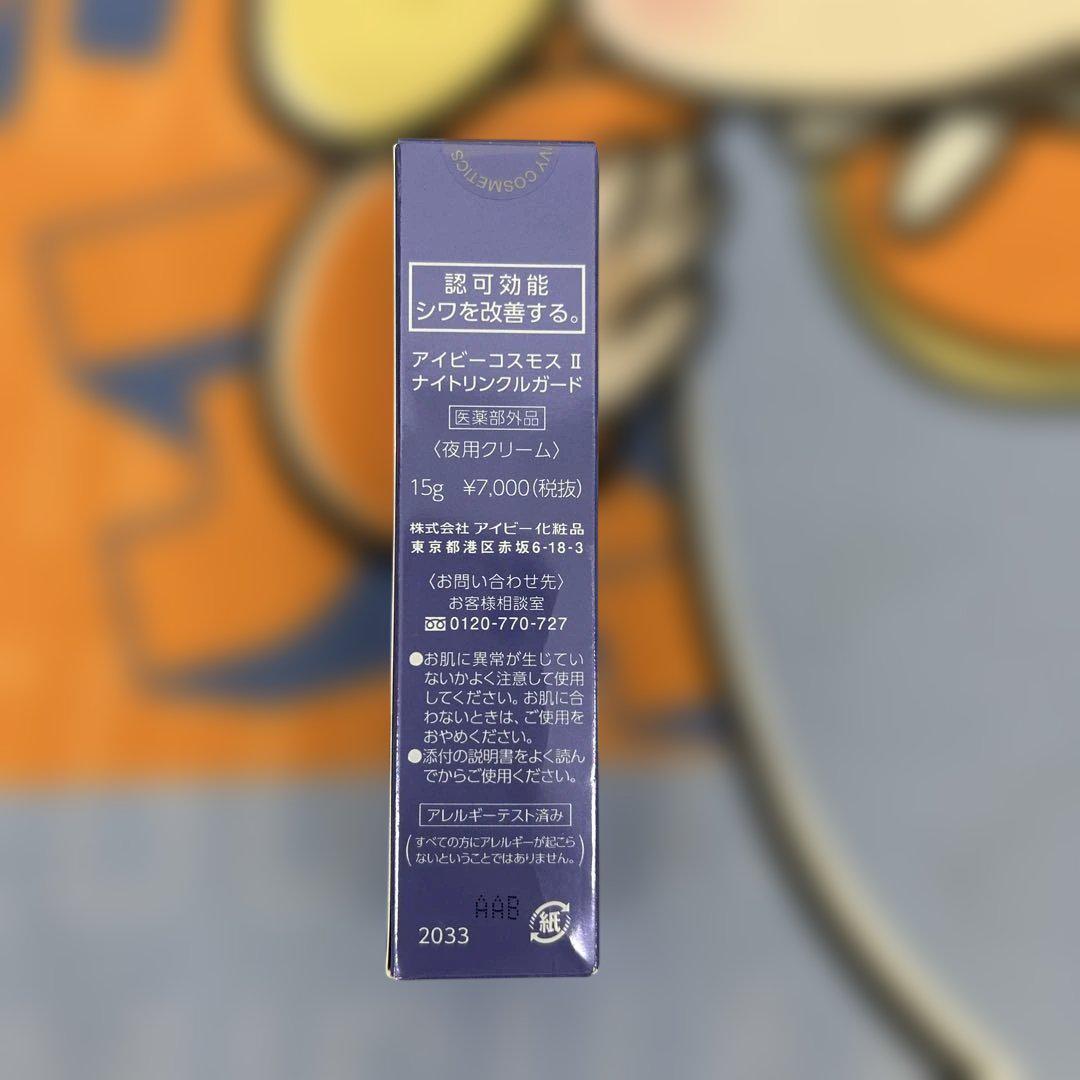 IVY COSMETICS
認可効能
シワを改善する。
アイビーコスモス Ⅱ
ナイトリンクルガード
医薬部外品
〈夜用クリーム〉
15g ¥7,000(税抜)
株式会社 アイビー化粧品
東京都港区赤坂6-18-3
〈お問い合わせ先〉
お客様相談室
0120-770-727
●お肌に異常が生じてい
ないかよく注意して使用
してください。お肌に合
わないときは、ご使用を
おやめください。
●添付の説明書をよく読ん
でからご使用ください。
アレルギーテスト済み
(すべての方にアレルギーが起こら
ないということではありません。)
AAB
紙
2033